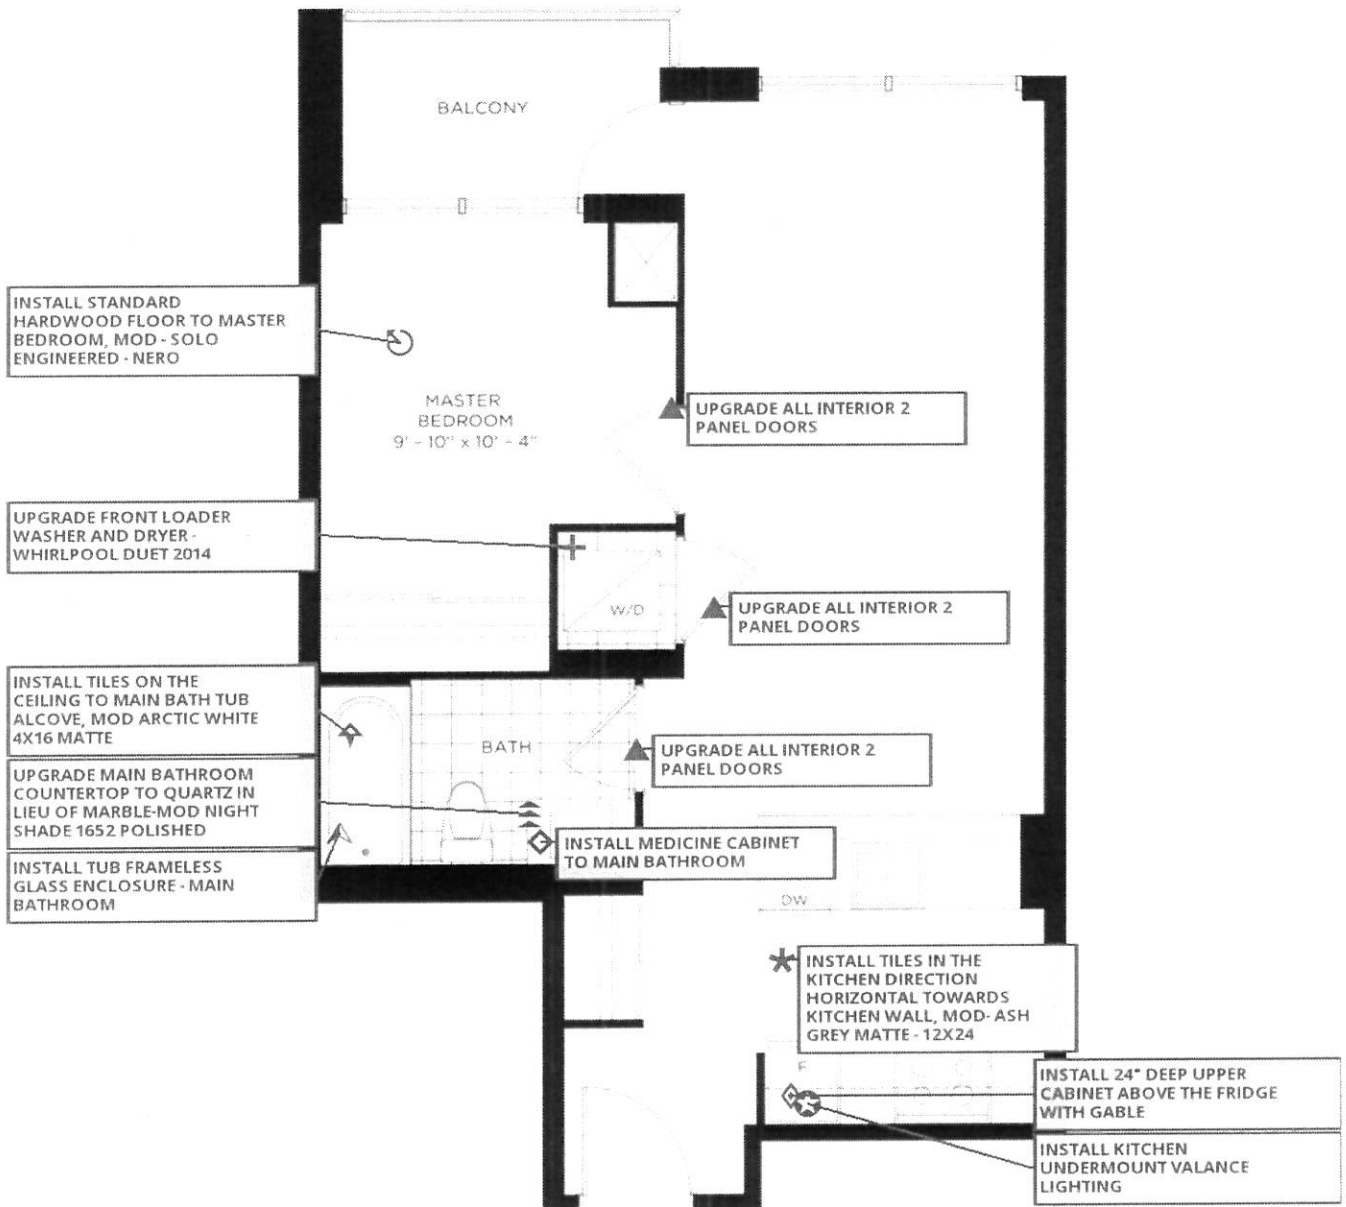 BALCONY
INSTALL STANDARD
HARDWOOD FLOOR TO MASTER
BEDROOM, MOD - SOLO
ENGINEERED - NERO
MASTER
BEDROOM
9' - 10" x 10' - 4"
UPGRADE ALL INTERIOR 2
PANEL DOORS
UPGRADE FRONT LOADER
WASHER AND DRYER -
WHIRLPOOL DUET 2014
W/D
UPGRADE ALL INTERIOR 2
PANEL DOORS
INSTALL TILES ON THE
CEILING TO MAIN BATH TUB
ALCOVE, MOD ARCTIC WHITE
4X16 MATTE
BATH
UPGRADE ALL INTERIOR 2
PANEL DOORS
UPGRADE MAIN BATHROOM
COUNTERTOP TO QUARTZ IN
LIEU OF MARBLE-MOD NIGHT
SHADE 1652 POLISHED
INSTALL MEDICINE CABINET
TO MAIN BATHROOM
INSTALL TUB FRAMELESS
GLASS ENCLOSURE - MAIN
BATHROOM
DW
INSTALL TILES IN THE
KITCHEN DIRECTION
HORIZONTAL TOWARDS
KITCHEN WALL, MOD- ASH
GREY MATTE - 12X24
F
INSTALL 24" DEEP UPPER
CABINET ABOVE THE FRIDGE
WITH GABLE
INSTALL KITCHEN
UNDERMOUNT VALANCE
LIGHTING